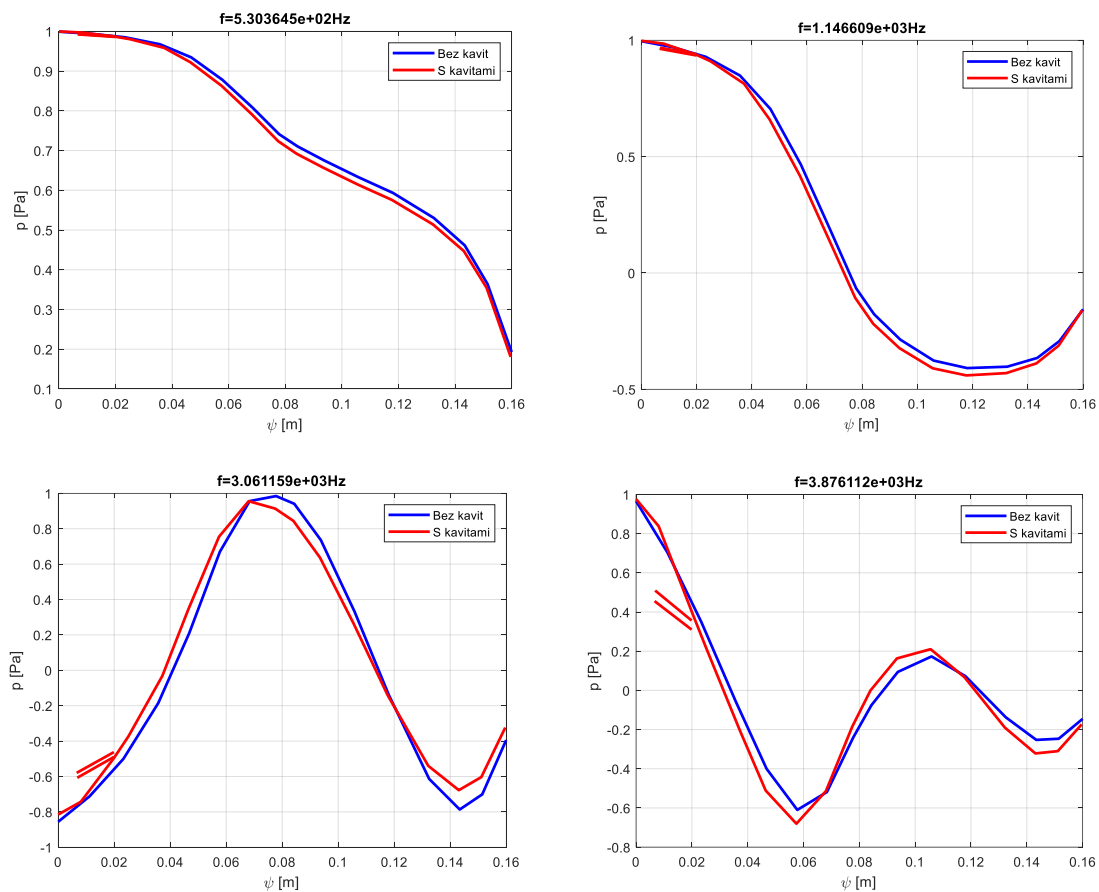 f=5.303645e+02Hz
1
0.9
0.8
0.7
0.6
0.5
0.4
0.3
0.2
0.1
p [Pa]
Bez kavit
S kavitami
0 0.02 0.04 0.06 0.08 0.1 0.12 0.14 0.16
ψ [m]
f=1.146609e+03Hz
1
0.5
0
-0.5
p [Pa]
Bez kavit
S kavitami
0 0.02 0.04 0.06 0.08 0.1 0.12 0.14 0.16
ψ [m]
f=3.061159e+03Hz
1
0.8
0.6
0.4
0.2
0
-0.2
-0.4
-0.6
-0.8
-1
p [Pa]
Bez kavit
S kavitami
0 0.02 0.04 0.06 0.08 0.1 0.12 0.14 0.16
ψ [m]
f=3.876112e+03Hz
1
0.8
0.6
0.4
0.2
0
-0.2
-0.4
-0.6
-0.8
p [Pa]
Bez kavit
S kavitami
0 0.02 0.04 0.06 0.08 0.1 0.12 0.14 0.16
ψ [m]